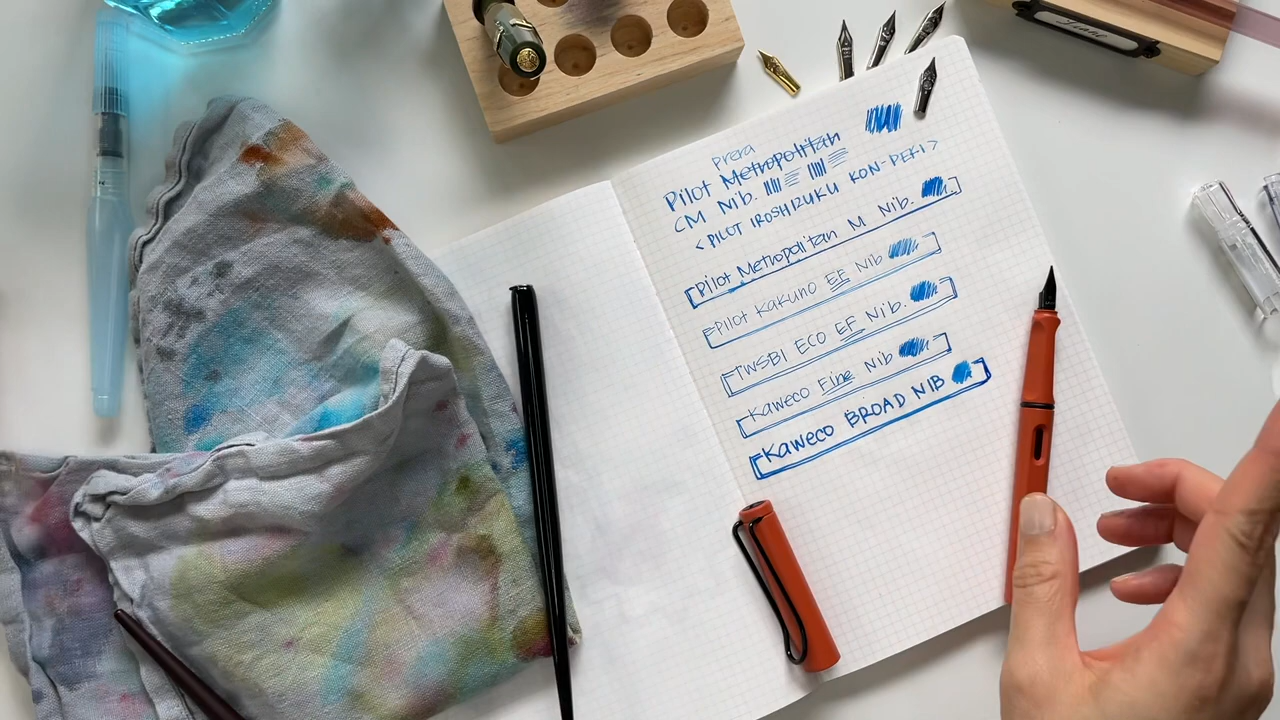 Prera
Pilot Metropolitan
CM Nib.
<PILOT IROSHIZUKU KON-PEKI>
Pilot Metropolitan M Nib.
Pilot Kakuno EF Nib
TWSBI ECO EF Nib.
Kaweco Fine Nib
Kaweco BROAD NIB